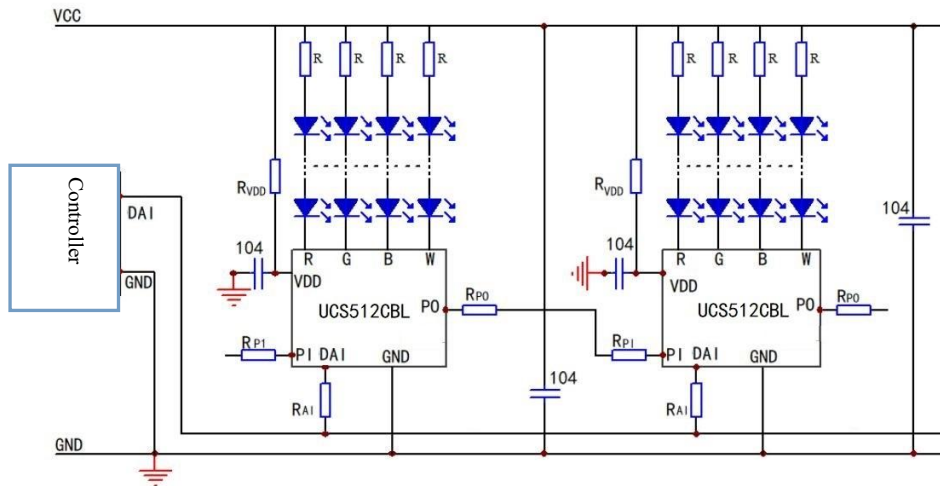 VCC
R R R R
R R R R
RVDD
RVDD
Controller
DAI
GND
104
104
104
R G B W
R G B W
VDD
VDD
UCS512CBL
UCS512CBL
PO
RPO
PO
RPO
RPI
PI DAI
GND
RPI
PI DAI
GND
104
RAI
RAI
GND